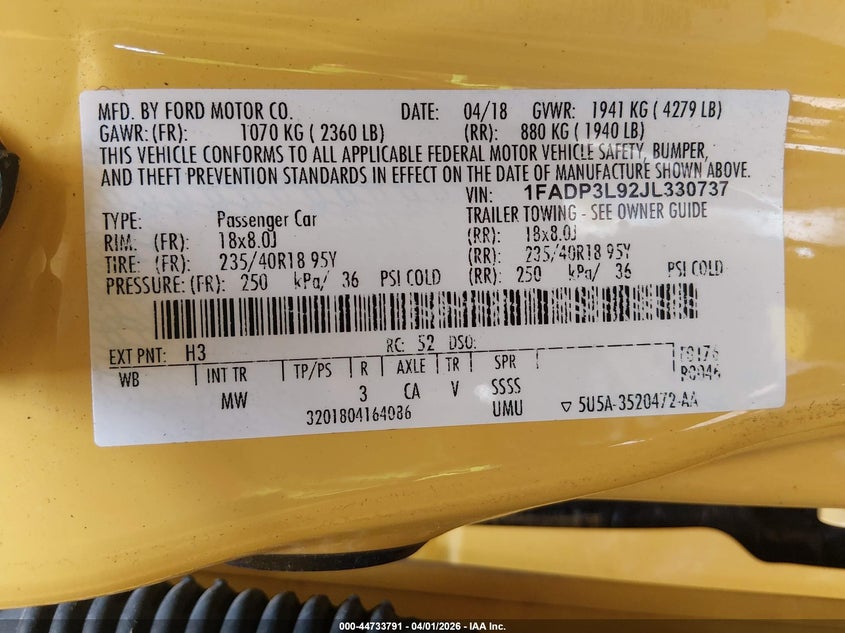 MFD. BY FORD MOTOR CO. DATE: 04/18 GVWR: 1941 KG ( 4279 LB)
GAWR: (FR): 1070 KG ( 2360 LB) (RR): 880 KG ( 1940 LB)
THIS VEHICLE CONFORMS TO ALL APPLICABLE FEDERAL MOTOR VEHICLE SAFETY, BUMPER,
AND THEFT PREVENTION STANDARDS IN EFFECT ON THE DATE OF MANUFACTURE SHOWN ABOVE.
VIN: 1FADP3L92JL330737
TYPE: Passenger Car TRAILER TOWING - SEE OWNER GUIDE
RIM: (FR): 18x8.0J (RR): 18x8.0J
TIRE: (FR): 235/40R18 95Y (RR): 235/40R18 95Y
PRESSURE: (FR): 250 kPa/ 36 PSI COLD (RR): 250 kPa/ 36 PSI COLD
EXT PNT: H3 RC: 52 DSO:
WB INT TR TP/PS R AXLE TR SPR
MW 3 CA V SSSS
3201804164086 UMU ▽ 5U5A-3520472-AA
000-44733791 - 04/01/2026 - IAA Inc.